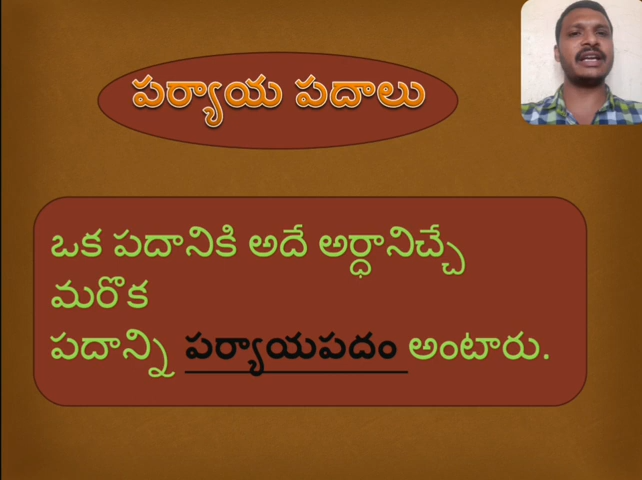 పర్యాయ పదాలు
ఒక పదానికి అదే అర్ధానిచ్చే
మరొక
పదాన్ని పర్యాయపదం అంటారు.